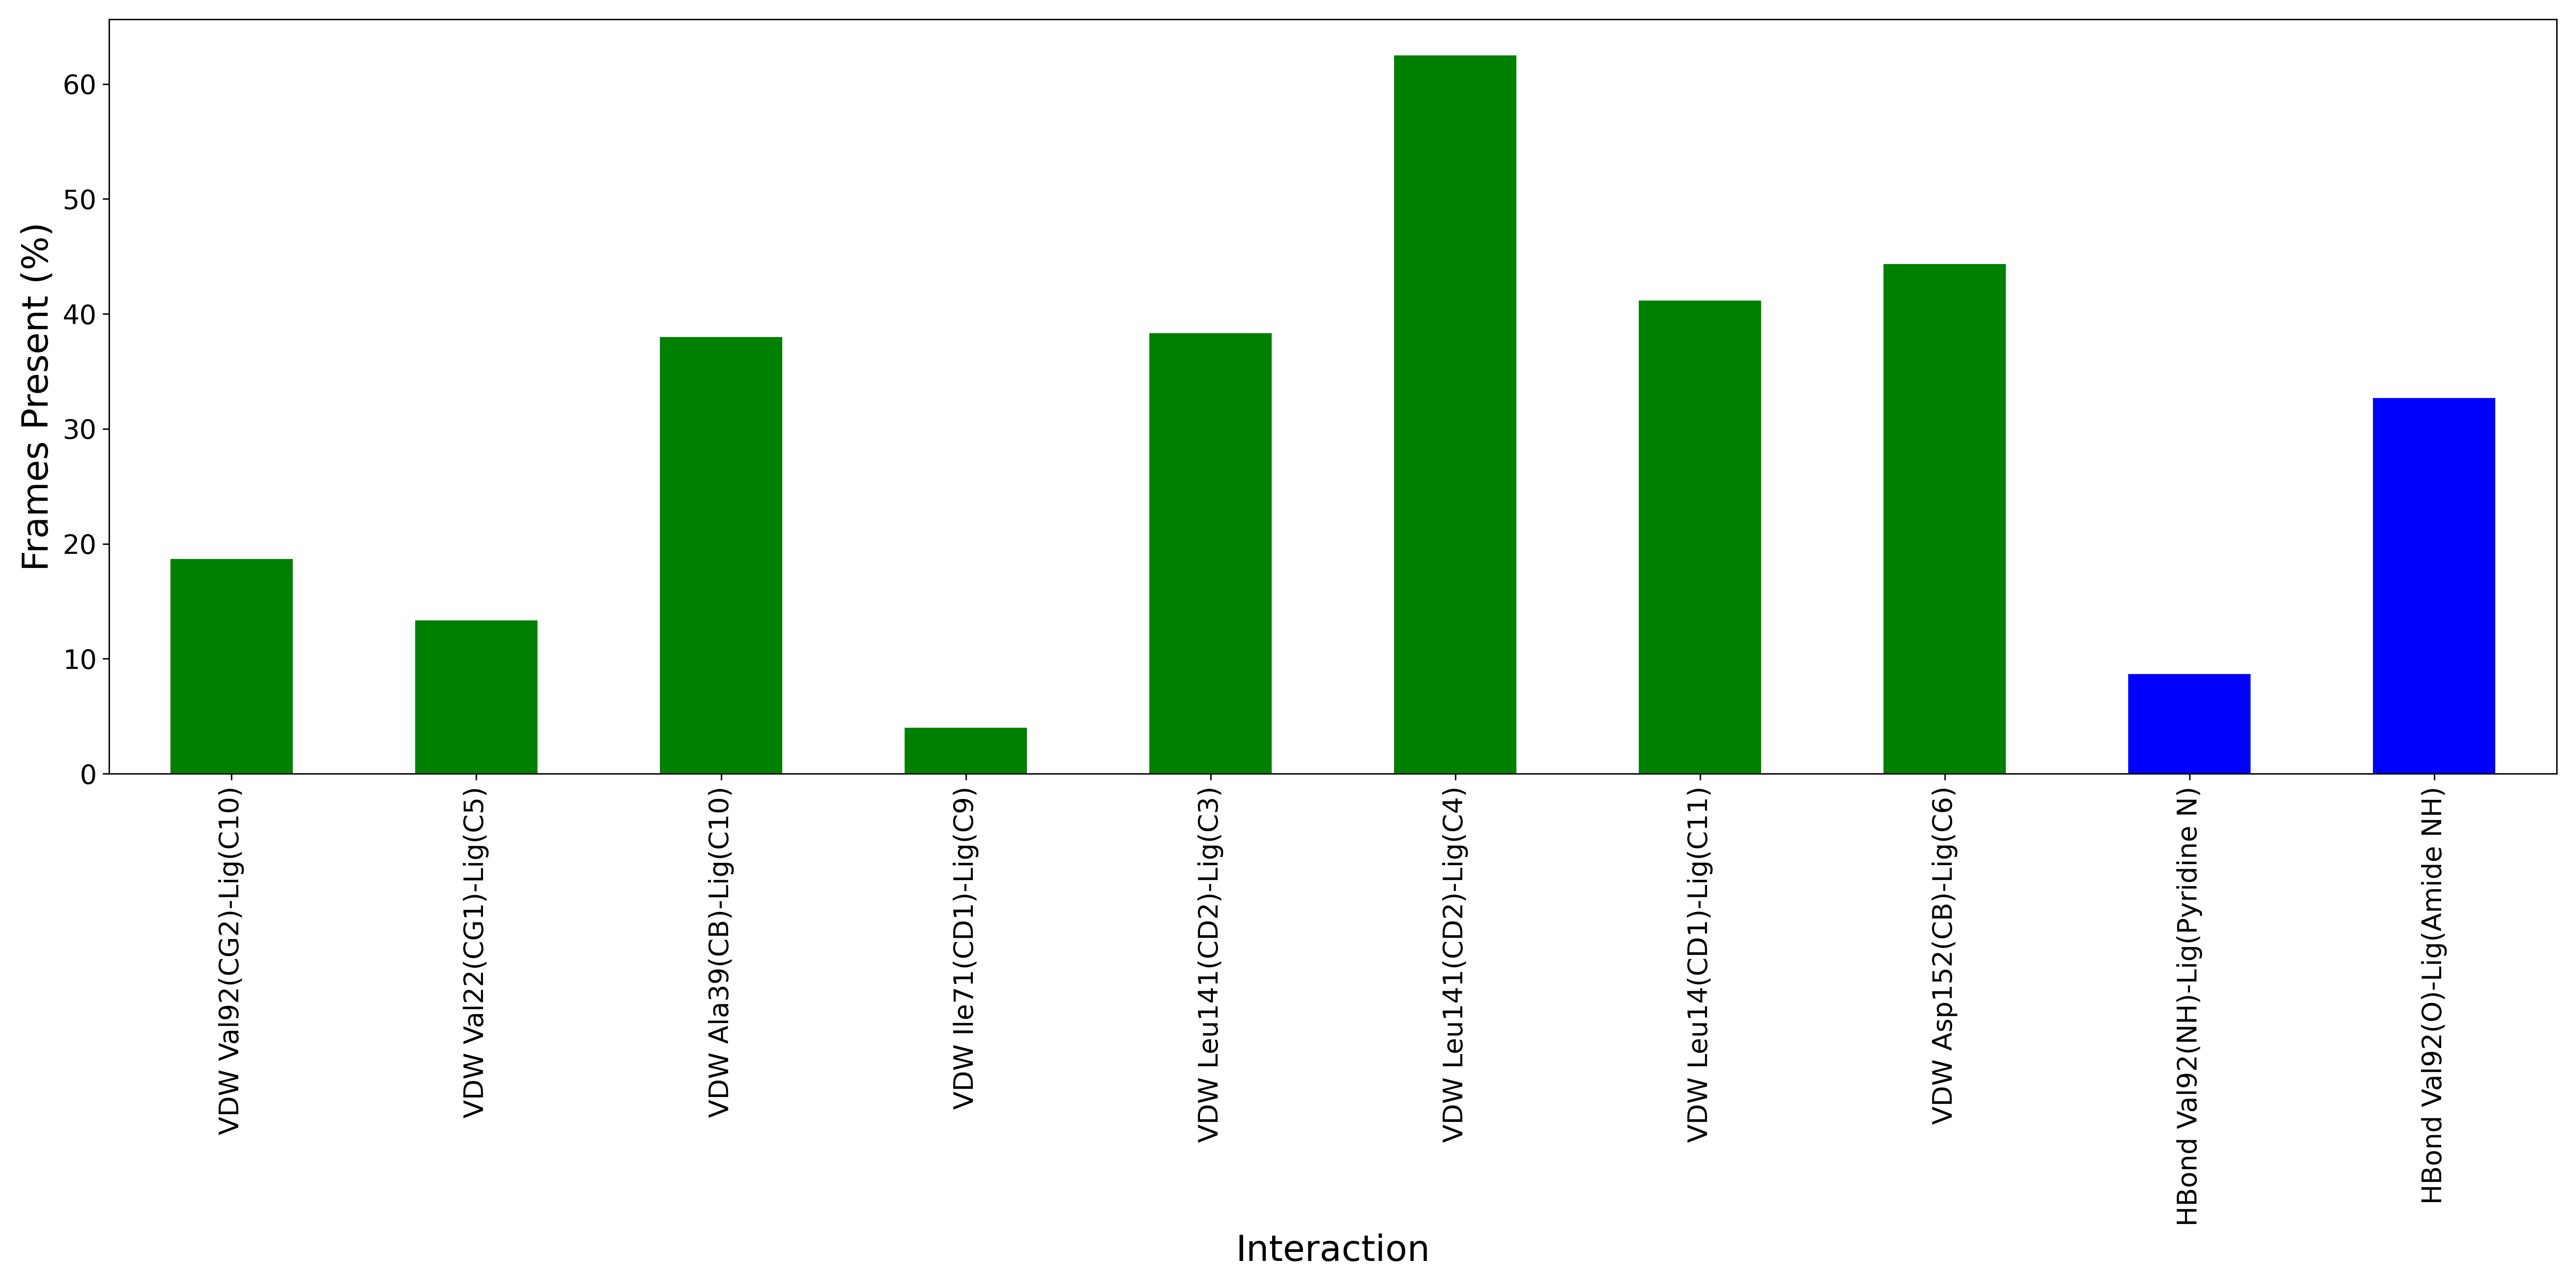 Frames Present (%)
60
50
40
30
20
10
0
VDW Val92(CG2)-Lig(C10)
VDW Val22(CG1)-Lig(C5)
VDW Ala39(CB)-Lig(C10)
VDW Ile71(CD1)-Lig(C9)
VDW Leu141(CD2)-Lig(C3)
VDW Leu141(CD2)-Lig(C4)
VDW Leu14(CD1)-Lig(C11)
VDW Asp152(CB)-Lig(C6)
HBond Val92(NH)-Lig(Pyridine N)
HBond Val92(O)-Lig(Amide NH)
Interaction